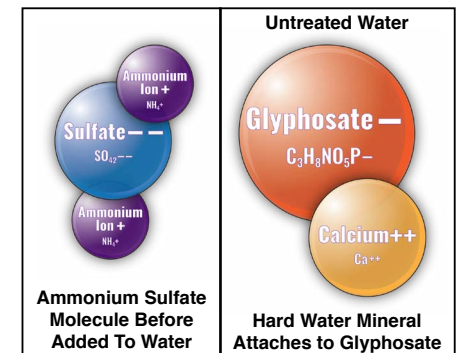 Ammonium
Ion +
NH₄+
Sulfate – –
SO₄₂––
Ammonium
Ion +
NH₄+
Ammonium Sulfate
Molecule Before
Added To Water
Untreated Water
Glyphosate –
C₃H₈NO₅P–
Calcium++
Ca++
Hard Water Mineral
Attaches to Glyphosate